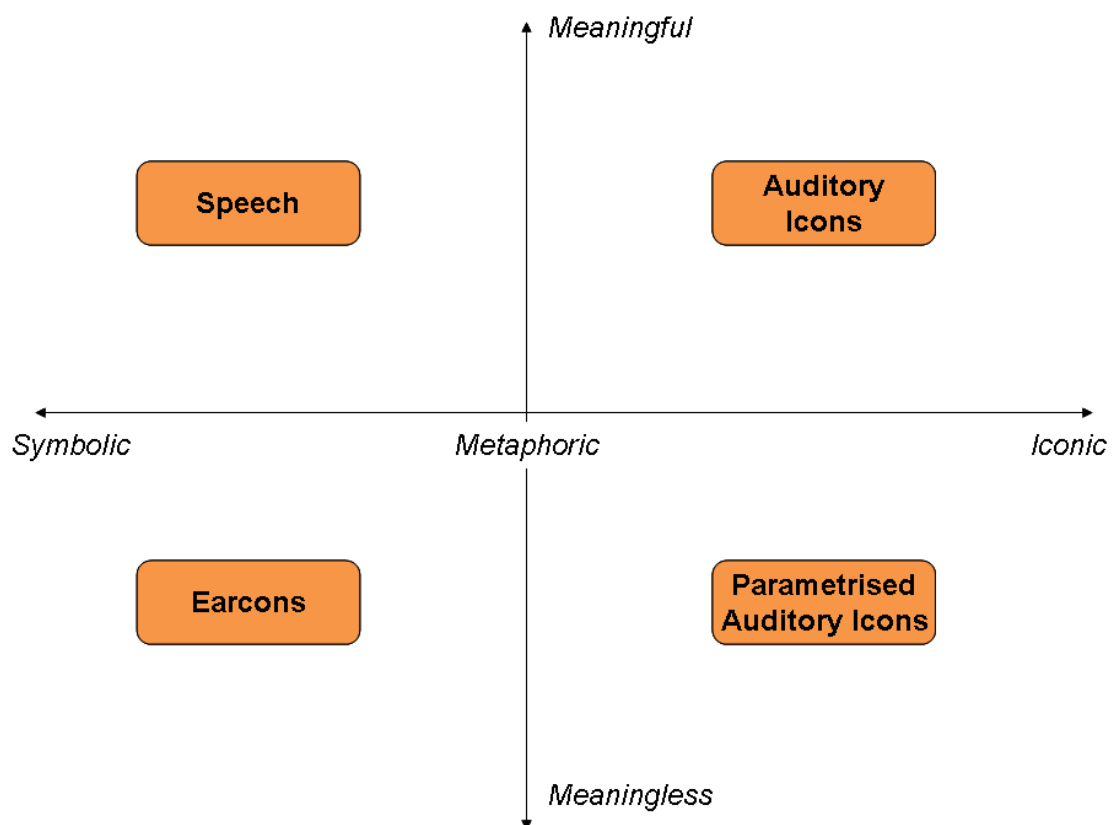 Meaningful
Speech
Auditory
Icons
Symbolic
Metaphoric
Iconic
Earcons
Parametrised
Auditory Icons
Meaningless